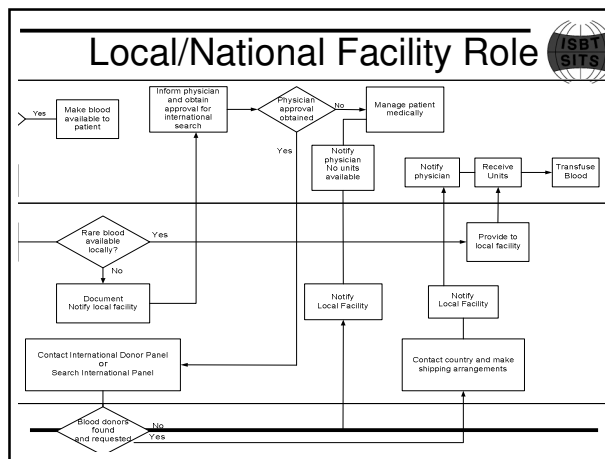 Local/National Facility Role
ISBT
SITS
Yes
Make blood
available to
patient
Inform physician
and obtain
approval for
international
search
Physician
approval
obtained
No
Yes
Manage patient
medically
Notify
physician
No units
available
Notify
physician
Receive
Units
Transfuse
Blood
Rare blood
available
locally?
Yes
No
Provide to
local facility
Document
Notify local facility
Notify
Local Facility
Notify
Local Facility
Contact International Donor Panel
or
Search International Panel
Contact country and make
shipping arrangements
Blood donors
found
and requested
No
Yes